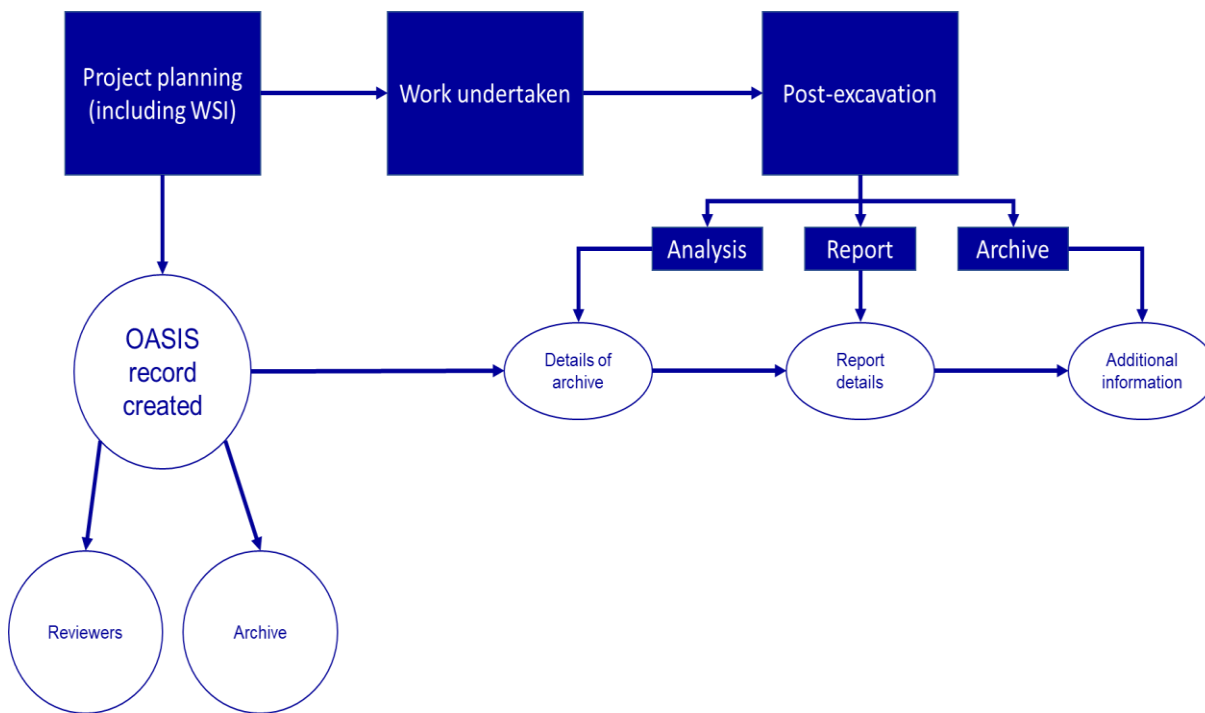 Project planning
(including WSI)
Work undertaken
Post-excavation
Analysis
Report
Archive
OASIS
record
created
Details of
archive
Report
details
Additional
information
Reviewers
Archive